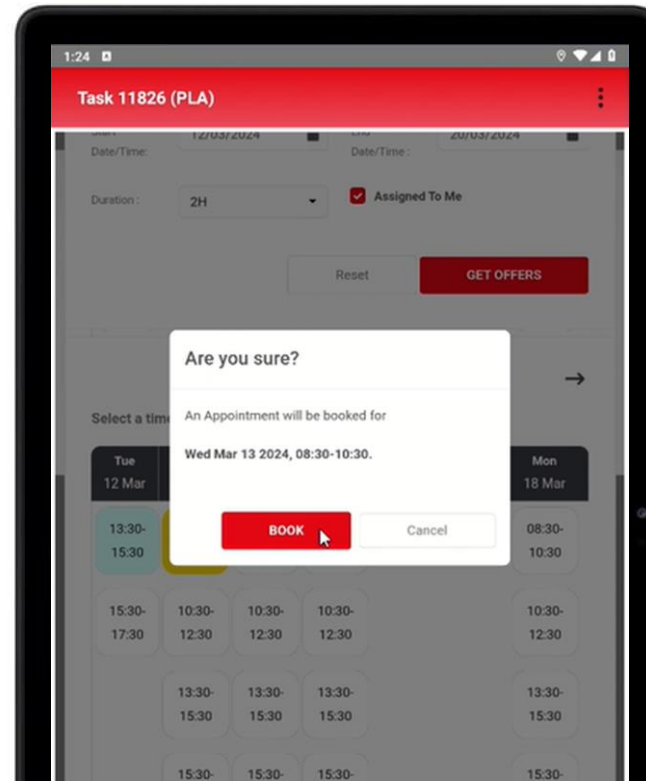 1:24
Task 11826 (PLA)
12/03/2024 20/03/2024
Date/Time: Date/Time :
Duration : 2H Assigned To Me
Reset GET OFFERS
Are you sure?
Select a
An Appointment will be booked for
Wed Mar 13 2024, 08:30-10:30.
BOOK Cancel
Tue Mon
12 Mar 18 Mar
13:30- 08:30-
15:30 10:30
15:30- 10:30- 10:30- 10:30- 10:30-
17:30 12:30 12:30 12:30 12:30
13:30- 13:30- 13:30- 13:30-
15:30 15:30 15:30 15:30
15:30- 15:30- 15:30- 15:30-